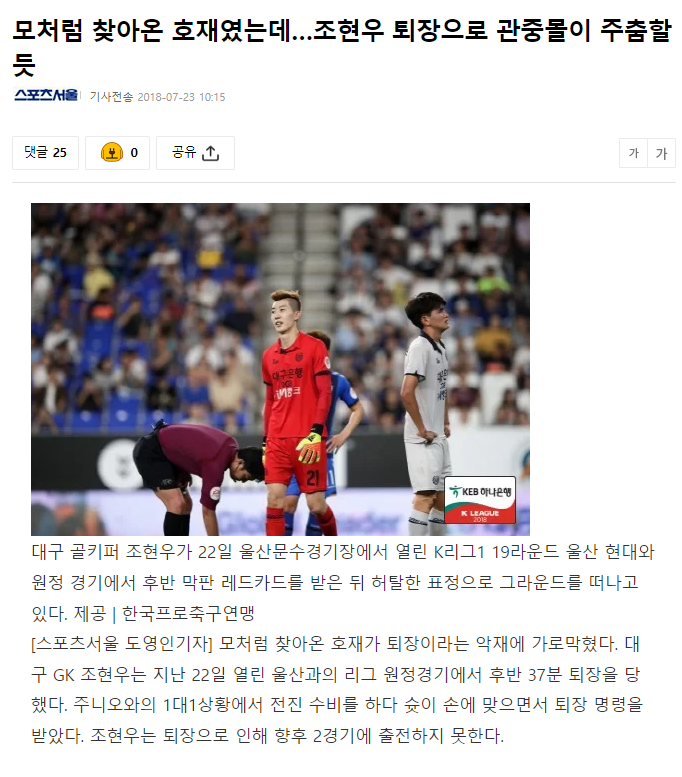 모처럼 찾아온 호재였는데…조현우 퇴장으로 관중몰이 주춤할
듯
스포츠서울 기사전송 2018-07-23 10:15
댓글 25 0 공유 가 가
대구은행
21
KEB 하나은행
K LEAGUE
2018
대구 골키퍼 조현우가 22일 울산문수경기장에서 열린 K리그1 19라운드 울산 현대와
원정 경기에서 후반 막판 레드카드를 받은 뒤 허탈한 표정으로 그라운드를 떠나고
있다. 제공 | 한국프로축구연맹
[스포츠서울 도영인기자] 모처럼 찾아온 호재가 퇴장이라는 악재에 가로막혔다. 대
구 GK 조현우는 지난 22일 열린 울산과의 리그 원정경기에서 후반 37분 퇴장을 당
했다. 주니오와의 1대1상황에서 전진 수비를 하다 슛이 손에 맞으면서 퇴장 명령을
받았다. 조현우는 퇴장으로 인해 향후 2경기에 출전하지 못한다.